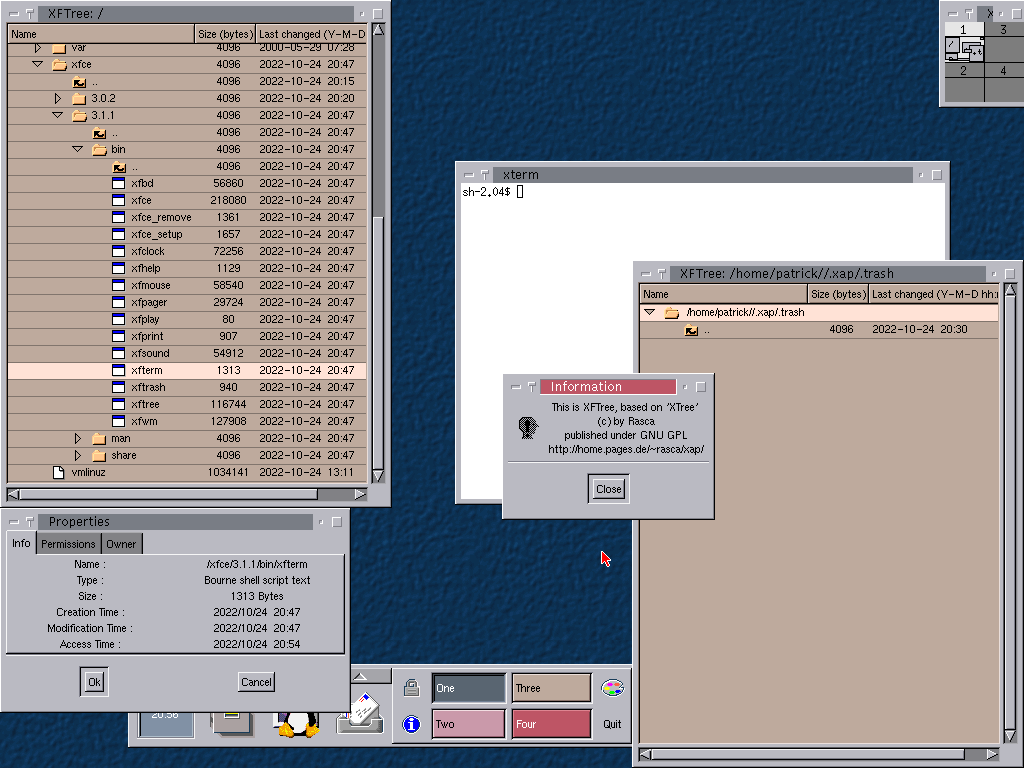 XFTree: /
Name Size (bytes) Last changed (Y-M-D
var 4096 2000-05-29 07:28
xfce 4096 2022-10-24 20:47
.. 4096 2022-10-24 20:15
3.0.2 4096 2022-10-24 20:20
3.1.1 4096 2022-10-24 20:47
.. 4096 2022-10-24 20:47
bin 4096 2022-10-24 20:47
.. 4096 2022-10-24 20:47
xfbd 56860 2022-10-24 20:47
xfce 218080 2022-10-24 20:47
xfce_remove 1361 2022-10-24 20:47
xfce_setup 1657 2022-10-24 20:47
xfclock 72256 2022-10-24 20:47
xfhelp 1129 2022-10-24 20:47
xfmouse 58540 2022-10-24 20:47
xfpager 29724 2022-10-24 20:47
xfplay 80 2022-10-24 20:47
xfprint 907 2022-10-24 20:47
xfsound 54912 2022-10-24 20:47
xfterm 1313 2022-10-24 20:47
xftrash 940 2022-10-24 20:47
xftree 116744 2022-10-24 20:47
xfwm 127908 2022-10-24 20:47
man 4096 2022-10-24 20:47
share 4096 2022-10-24 20:47
vmlinuz 1034141 2022-10-24 13:11
X
1 3
2 4
xterm
sh-2.04$
XFTree: /home/patrick//.xap/.trash
Name Size (bytes) Last changed (Y-M-D hh:
/home/patrick//.xap/.trash
.. 4096 2022-10-24 20:30
Information
This is XFTree, based on 'XTree'
(c) by Rasca
published under GNU GPL
http://home.pages.de/~rasca/xap/
Close
Properties
Info Permissions Owner
Name : /xfce/3.1.1/bin/xfterm
Type : Bourne shell script text
Size : 1313 Bytes
Creation Time : 2022/10/24 20:47
Modification Time : 2022/10/24 20:47
Access Time : 2022/10/24 20:54
Ok Cancel
20:56
One Three
Two Four Quit